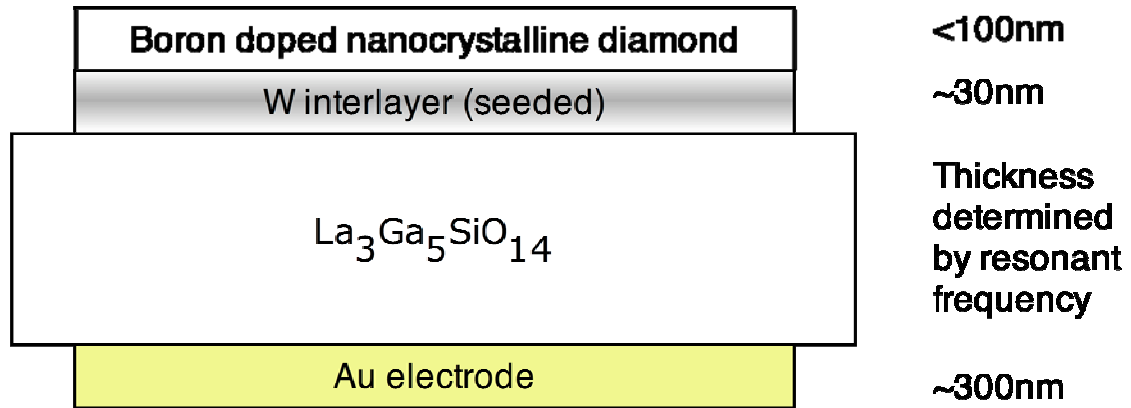 Boron doped nanocrystalline diamond
<100nm
W interlayer (seeded)
~30nm
La3Ga5SiO14
Thickness
determined
by resonant
frequency
Au electrode
~300nm